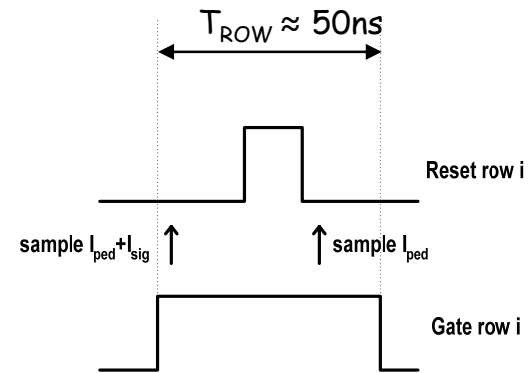 T_ROW ≈ 50ns
Reset row i
sample I_ped+I_sig
sample I_ped
Gate row i